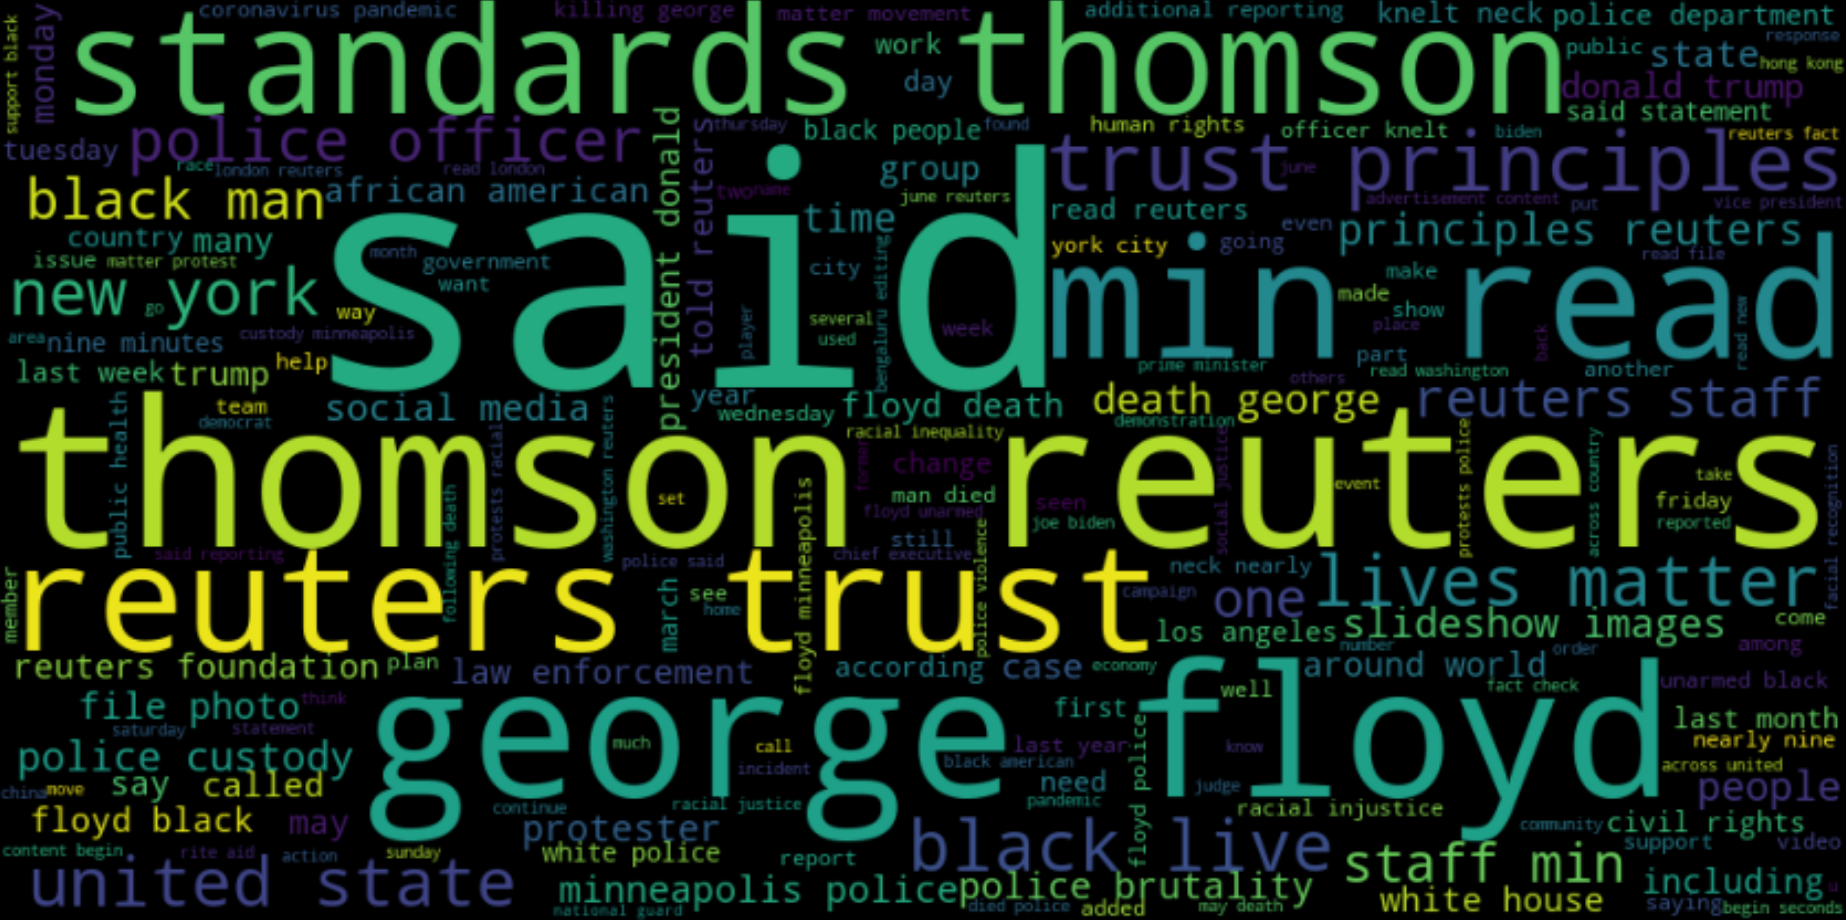 coronavirus pandemic
killing george
matter movement
additional reporting
knelt neck
police department
support black
monday
standards thomson
work
day
public
state
response
hong kong
donald trump
said statement
tuesday
police officer
president donald
told reuters
thursday
black people
found
human rights
officer knelt
biden
reuters fact
race
london reuters
read london
group
trust principles
june
black man
african american
two
name
june reuters
advertisement content
put
vice president
said
time
read reuters
even
principles reuters
country
many
issue
matter protest
month
government
want
city
bengaluru editing
york city
going
read file
min read
new york
go
way
make
made
show
place
several
used
week
player
back
read new
area
nine minutes
custody minneapolis
help
prime minister
part
read washington
another
others
last week
trump
year
team
democrat
social media
wednesday
floyd death
death george
demonstration
reuters staff
racial inequality
public health
thomson reuters
protests racial
washington reuters
following death
set
former
change
man died
floyd unarmed
seen
joe biden
social justice
event
protests police
across country
take
friday
reported
facial recognition
said reporting
still
chief executive
police said
police violence
floyd minneapolis
member
reuters trust
march
see
home
neck nearly
campaign
one
lives matter
los angeles
slideshow images
come
number
order
among
reuters foundation
plan
law enforcement
according
case
economy
around world
fact check
unarmed black
file photo
think
saturday
statement
george floyd
first
well
last month
nearly nine
much
call
last year
know
black american
incident
floyd police
across united
police custody
say
called
china
move
need
pandemic
judge
people
continue
racial justice
racial injustice
floyd black
may
protester
black live
community
civil rights
content begin
rite aid
action
sunday
white police
report
support
video
united state
minneapolis police
police brutality
staff min
including
u
national guard
died police
added
may death
white house
saying
begin seconds